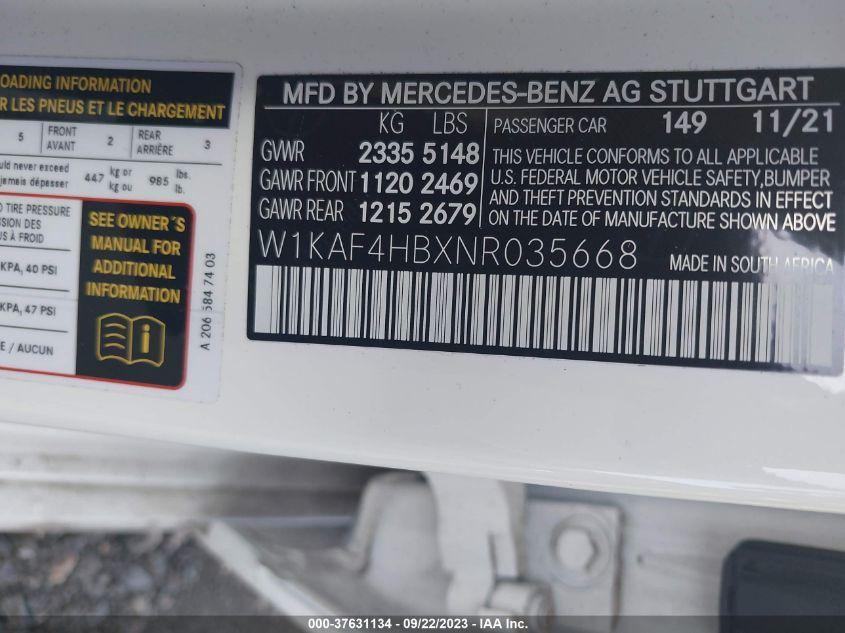 OADING INFORMATION
R LES PNEUS ET LE CHARGEMENT
5 FRONT AVANT 2 REAR ARRIÈRE 3
uld never exceed kg or lbs.
jamais dépasser 447 kg ou 985 lb.
D TIRE PRESSURE
SION DES
S À FROID
KPA, 40 PSI
KPA, 47 PSI
E / AUCUN
SEE OWNER´S
MANUAL FOR
ADDITIONAL
INFORMATION
A 206 584 74 03
MFD BY MERCEDES-BENZ AG STUTTGART
KG LBS
GVWR 2335 5148
GAWR FRONT 1120 2469
GAWR REAR 1215 2679
PASSENGER CAR 149 11/21
THIS VEHICLE CONFORMS TO ALL APPLICABLE
U.S. FEDERAL MOTOR VEHICLE SAFETY,BUMPER
AND THEFT PREVENTION STANDARDS IN EFFECT
ON THE DATE OF MANUFACTURE SHOWN ABOVE
W1KAF4HBXNR035668 MADE IN SOUTH AFRICA
000-37631134 - 09/22/2023 - IAA Inc.